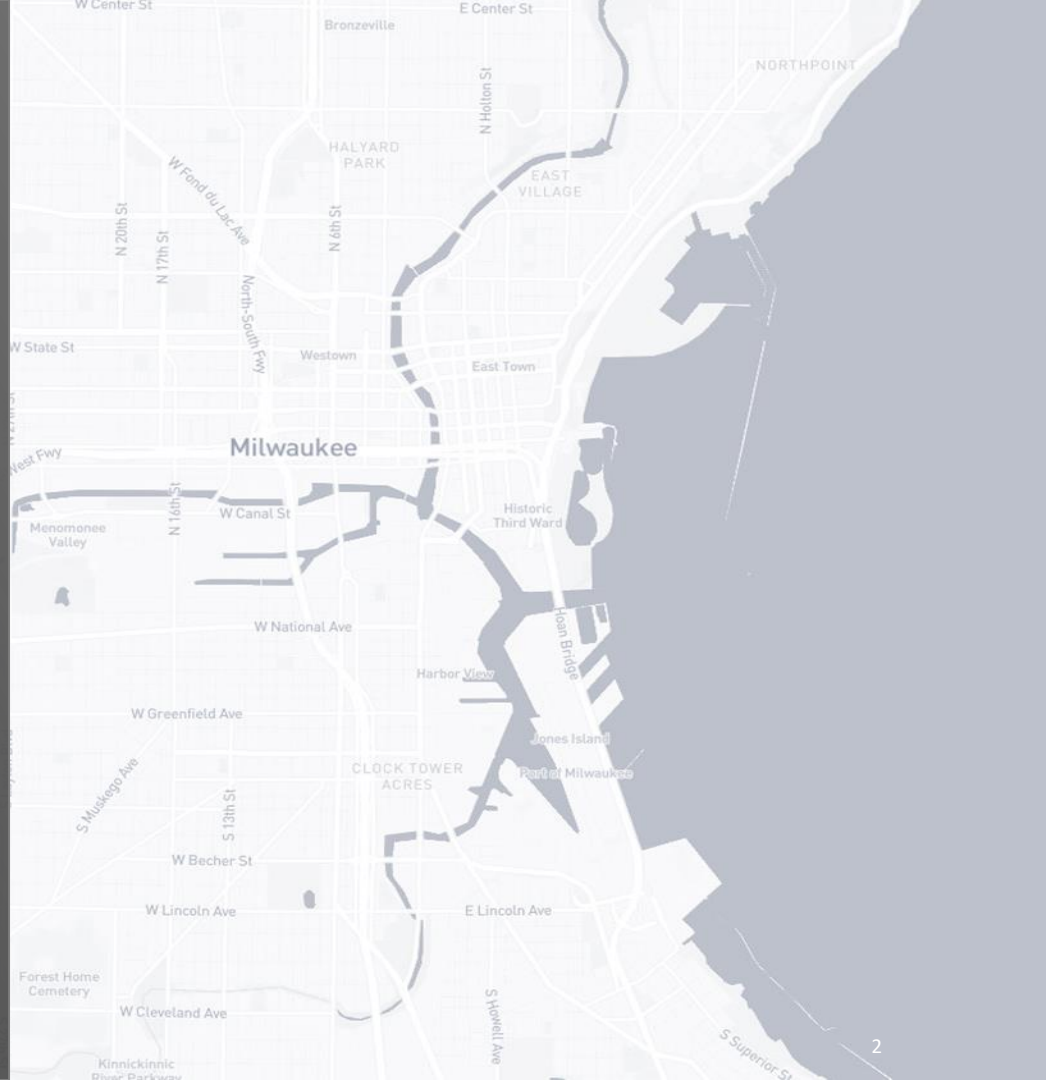 W Center St
E Center St
Bronzeville
NORTHPOINT
N Holton St
HALYARD
PARK
EAST
VILLAGE
W Fond du Lac Ave
N 20th St
N 17th St
N 6th St
North-South Fwy
W State St
Westown
East Town
N 27th St
Milwaukee
West Fwy
N 16th St
W Canal St
Historic
Third Ward
Menomonee
Valley
W National Ave
Hoan Bridge
Harbor View
W Greenfield Ave
Jones Island
CLOCK TOWER
ACRES
Port of Milwaukee
S Muskego Ave
S 13th St
W Becher St
W Lincoln Ave
E Lincoln Ave
Forest Home
Cemetery
W Cleveland Ave
S Howell Ave
S Superior St
2
Kinnickinnic
River Parkway